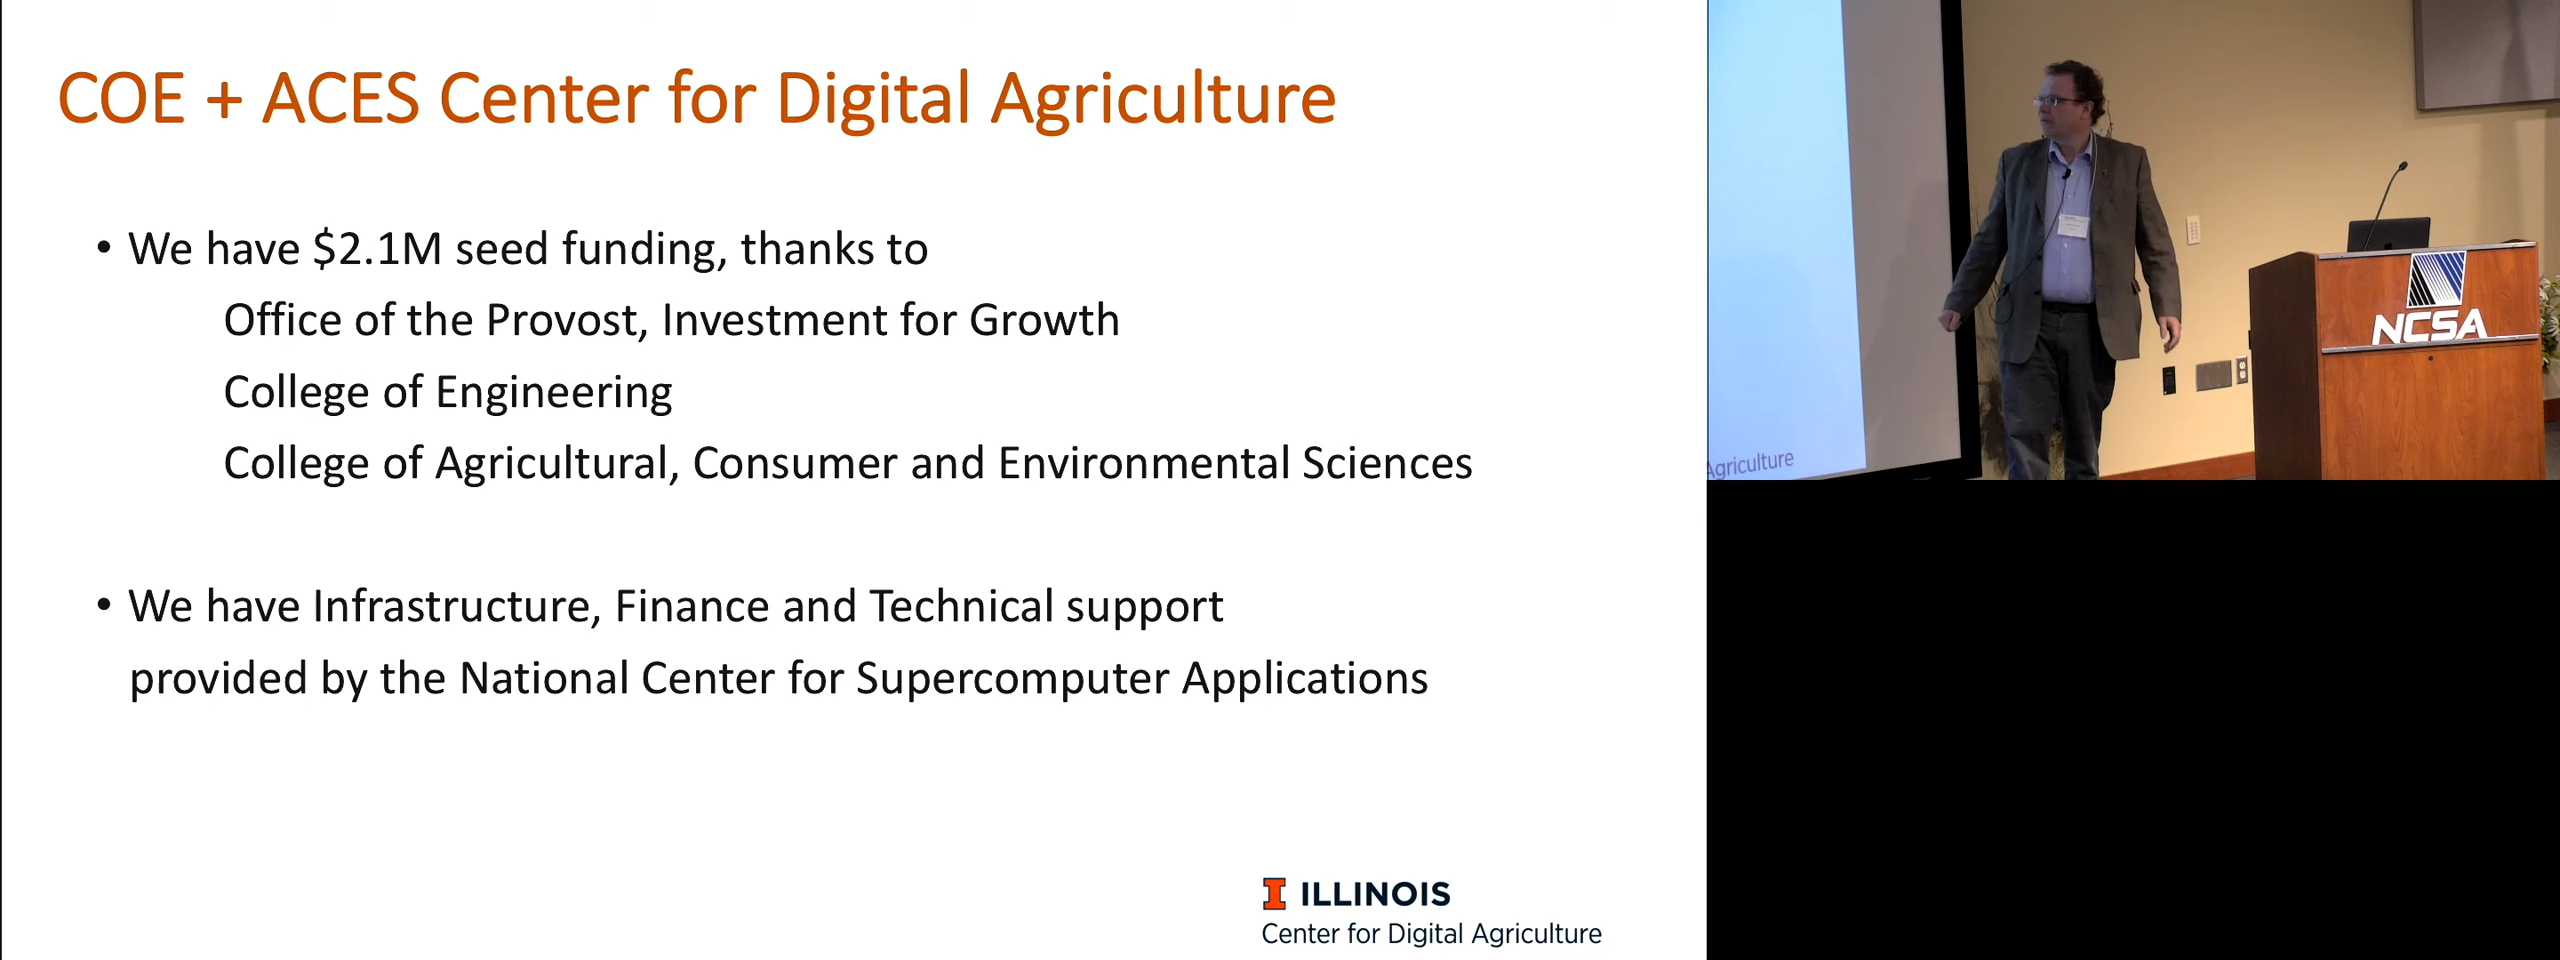 COE + ACES Center for Digital Agriculture
• We have $2.1M seed funding, thanks to
Office of the Provost, Investment for Growth
College of Engineering
College of Agricultural, Consumer and Environmental Sciences
• We have Infrastructure, Finance and Technical support
provided by the National Center for Supercomputer Applications
I ILLINOIS
Center for Digital Agriculture
Agriculture
NCSA